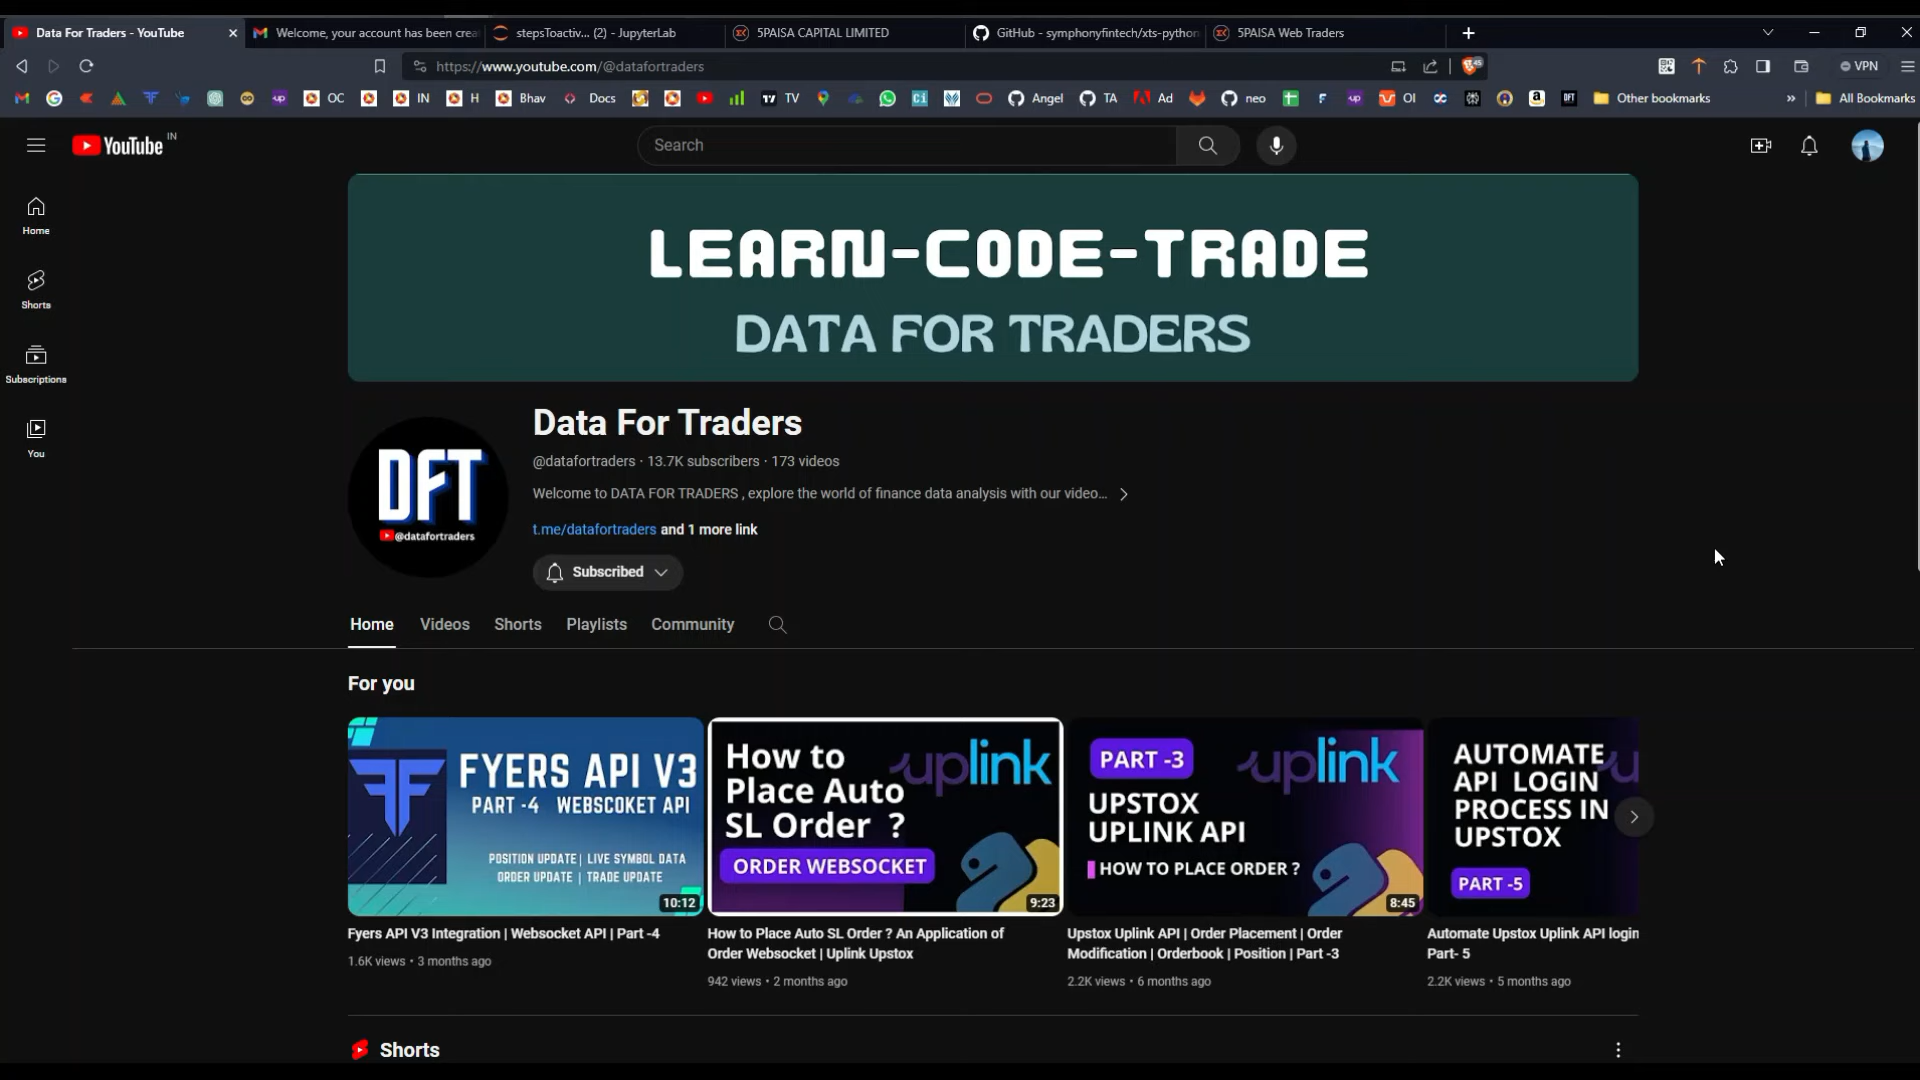 Data For Traders - YouTube
Welcome, your account has been crea
stepsToactiv... (2) - JupyterLab
5PAISA CAPITAL LIMITED
GitHub - symphonyfintech/xts-python
5PAISA Web Traders
https://www.youtube.com/@datafortraders
45
VPN
OC
IN
H
Bhav
Docs
TV
Angel
TA
Ad
neo
OI
Other bookmarks
»
All Bookmarks
YouTube IN
Search
Home
Shorts
Subscriptions
You
LEARN-CODE-TRADE
DATA FOR TRADERS
DFT
@datafortraders
Data For Traders
@datafortraders · 13.7K subscribers · 173 videos
Welcome to DATA FOR TRADERS , explore the world of finance data analysis with our video...
t.me/datafortraders and 1 more link
Subscribed
Home Videos Shorts Playlists Community
For you
FYERS API V3
PART -4 WEBSCOKET API
POSITION UPDATE| LIVE SYMBOL DATA
ORDER UPDATE | TRADE UPDATE
10:12
Fyers API V3 Integration | Websocket API | Part -4
1.6K views • 3 months ago
How to
Place Auto
SL Order ?
uplink
ORDER WEBSOCKET
9:23
How to Place Auto SL Order ? An Application of
Order Websocket | Uplink Upstox
942 views • 2 months ago
PART -3
uplink
UPSTOX
UPLINK API
HOW TO PLACE ORDER ?
8:45
Upstox Uplink API | Order Placement | Order
Modification | Orderbook | Position | Part -3
2.2K views • 6 months ago
AUTOMATE
API LOGIN
PROCESS IN
UPSTOX
PART -5
Automate Upstox Uplink API login
Part- 5
2.2K views • 5 months ago
Shorts